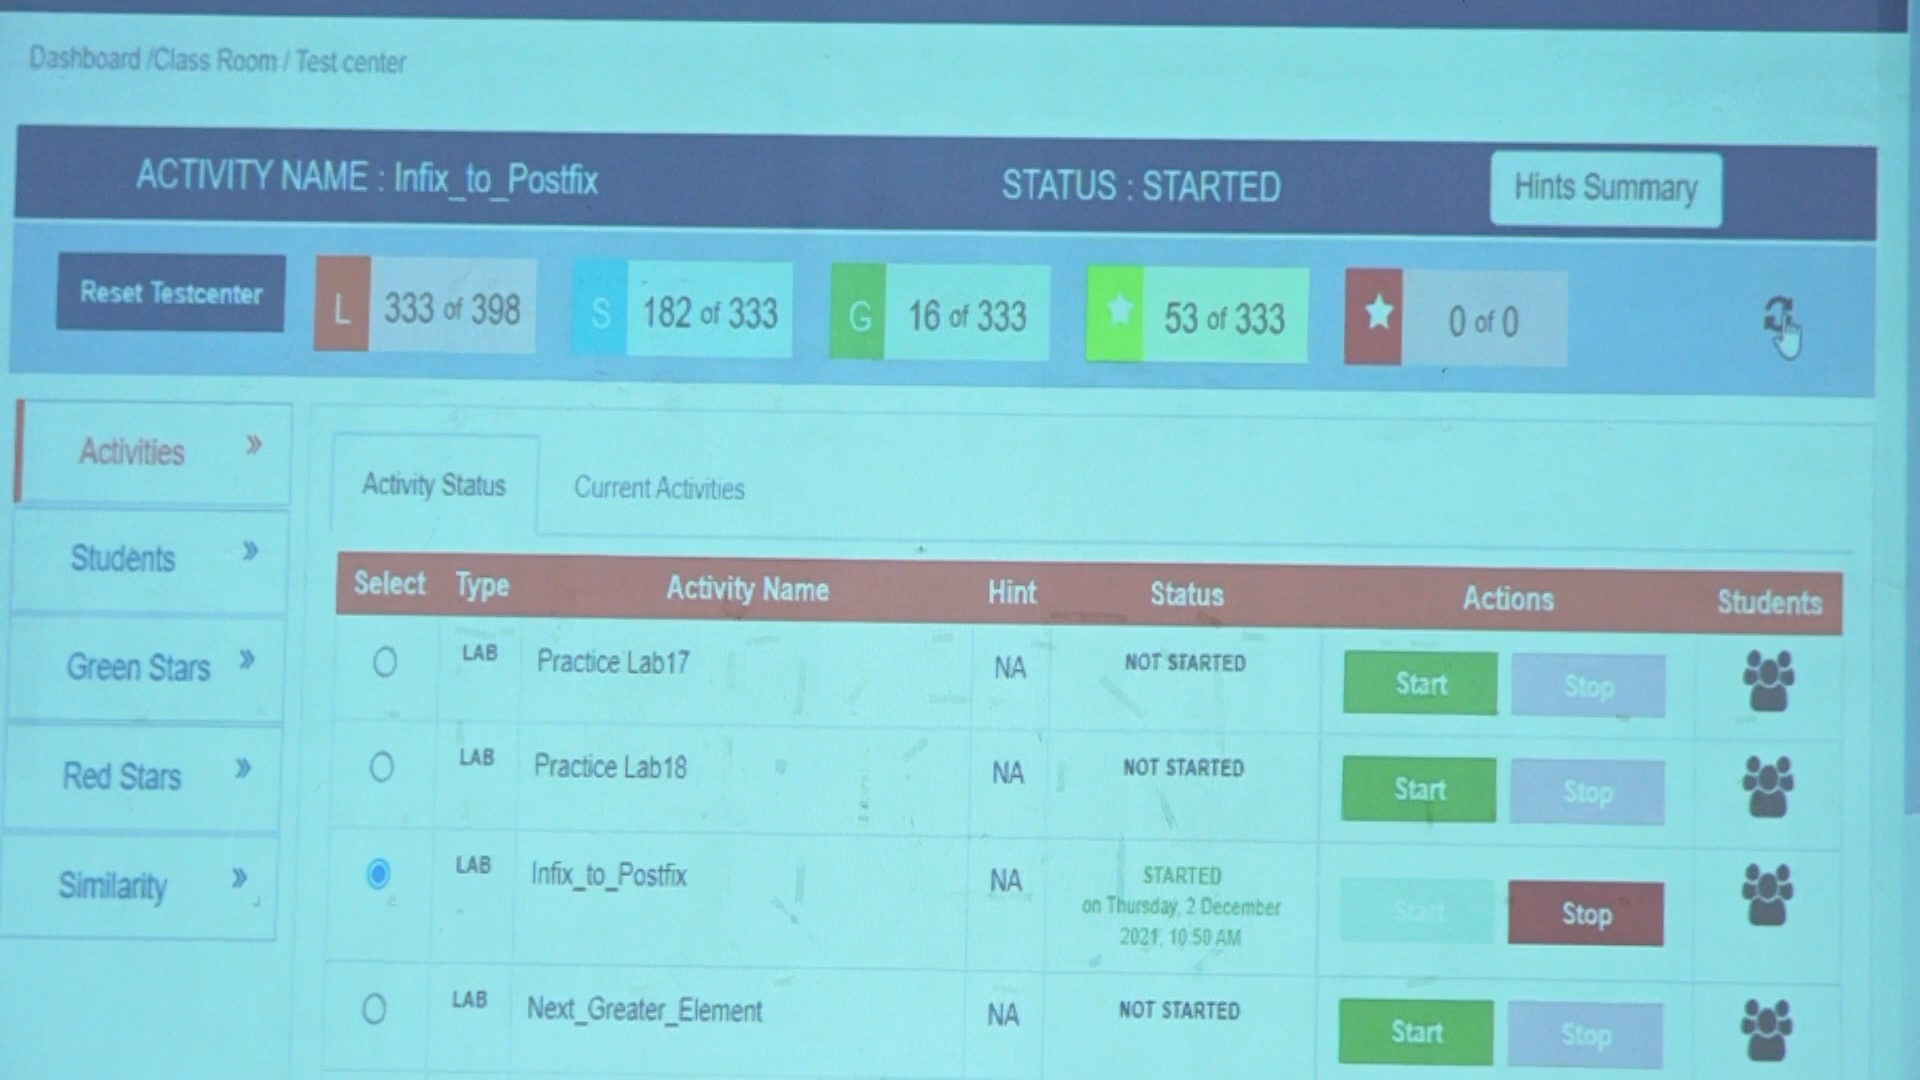 Dashboard /Class Room / Test center
ACTIVITY NAME : Infix_to_Postfix STATUS : STARTED Hints Summary
Reset Testcenter L 333 of 398 S 182 of 333 G 16 of 333 53 of 333 0 of 0
Activities »
Students »
Green Stars »
Red Stars »
Similarity »
Activity Status Current Activities
Select Type Activity Name Hint Status Actions Students
LAB Practice Lab17 NA NOT STARTED Start Stop
LAB Practice Lab18 NA NOT STARTED Start Stop
LAB Infix_to_Postfix NA STARTED Start Stop
on Thursday, 2 December
2021, 10:50 AM
LAB Next_Greater_Element NA NOT STARTED Start Stop